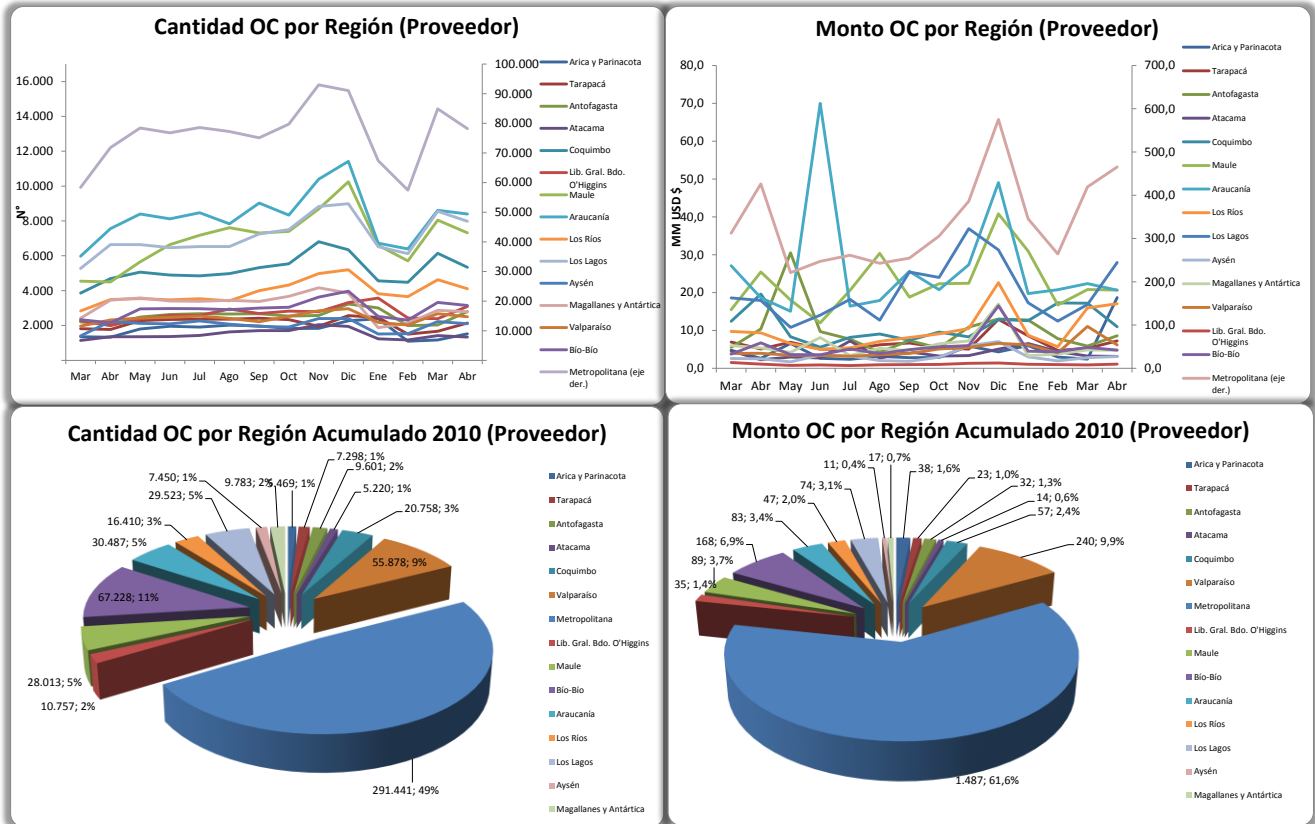 Cantidad OC por Región (Proveedor)
N°
16.000
14.000
12.000
10.000
8.000
6.000
4.000
2.000
100.000
90.000
80.000
70.000
60.000
50.000
40.000
30.000
20.000
10.000
Mar Abr May Jun Jul Ago Sep Oct Nov Dic Ene Feb Mar Abr
Arica y Parinacota
Tarapacá
Antofagasta
Atacama
Coquimbo
Lib. Gral. Bdo.
O'Higgins
Maule
Araucanía
Los Ríos
Los Lagos
Aysén
Magallanes y Antártica
Valparaíso
Bío-Bío
Metropolitana (eje
der.)
Monto OC por Región (Proveedor)
MM USD $
80,0
70,0
60,0
50,0
40,0
30,0
20,0
10,0
0,0
700,0
600,0
500,0
400,0
300,0
200,0
100,0
0,0
Mar Abr May Jun Jul Ago Sep Oct Nov Dic Ene Feb Mar Abr
Arica y Parinacota
Tarapacá
Antofagasta
Atacama
Coquimbo
Maule
Araucanía
Los Ríos
Los Lagos
Aysén
Magallanes y Antártica
Valparaíso
Lib. Gral. Bdo.
O'Higgins
Bío-Bío
Metropolitana (eje
der.)
Cantidad OC por Región Acumulado 2010 (Proveedor)
5.469; 1%
7.298; 1%
9.601; 2%
5.220; 1%
20.758; 3%
55.878; 9%
291.441; 49%
10.757; 2%
28.013; 5%
67.228; 11%
30.487; 5%
16.410; 3%
29.523; 5%
7.450; 1%
9.783; 2%
Arica y Parinacota
Tarapacá
Antofagasta
Atacama
Coquimbo
Valparaíso
Metropolitana
Lib. Gral. Bdo. O'Higgins
Maule
Bío-Bío
Araucanía
Los Ríos
Los Lagos
Aysén
Magallanes y Antártica
Monto OC por Región Acumulado 2010 (Proveedor)
38; 1,6%
23; 1,0%
32; 1,3%
14; 0,6%
57; 2,4%
240; 9,9%
1.487; 61,6%
35; 1,4%
89; 3,7%
168; 6,9%
83; 3,4%
47; 2,0%
74; 3,1%
11; 0,4%
17; 0,7%
Arica y Parinacota
Tarapacá
Antofagasta
Atacama
Coquimbo
Valparaíso
Metropolitana
Lib. Gral. Bdo. O'Higgins
Maule
Bío-Bío
Araucanía
Los Ríos
Los Lagos
Aysén
Magallanes y Antártica